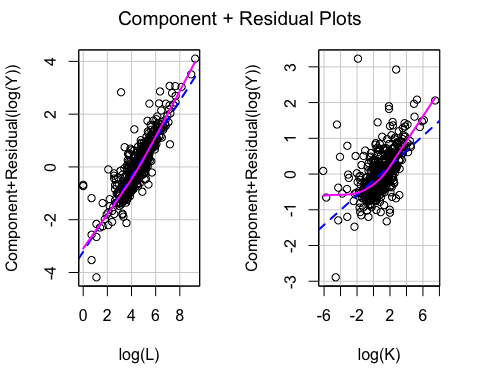 Component + Residual Plots
Component+Residual(log(Y))
4
2
0
-2
-4
0 2 4 6 8
log(L)
Component+Residual(log(Y))
3
2
1
0
-1
-2
-3
-6 -2 2 6
log(K)